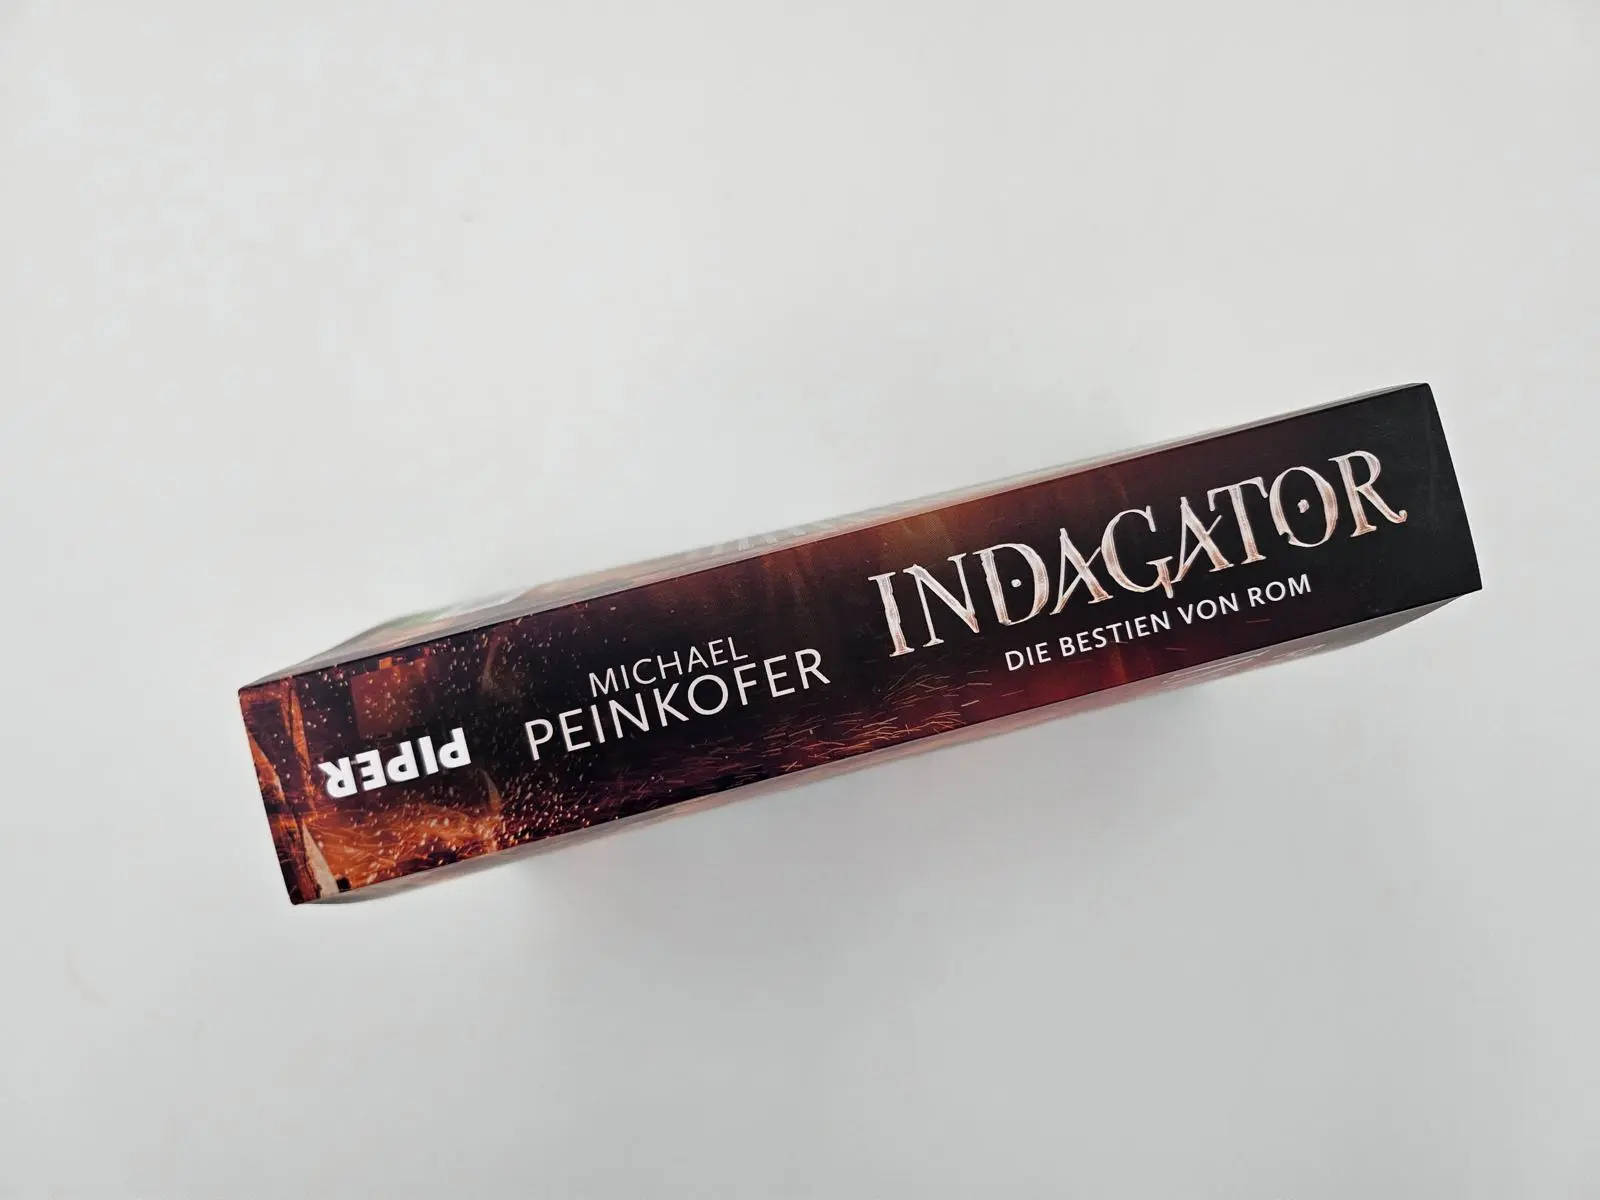 MICHAEL
PEINKOFER
INDAGATOR
DIE BESTIEN VON ROM
PIPER